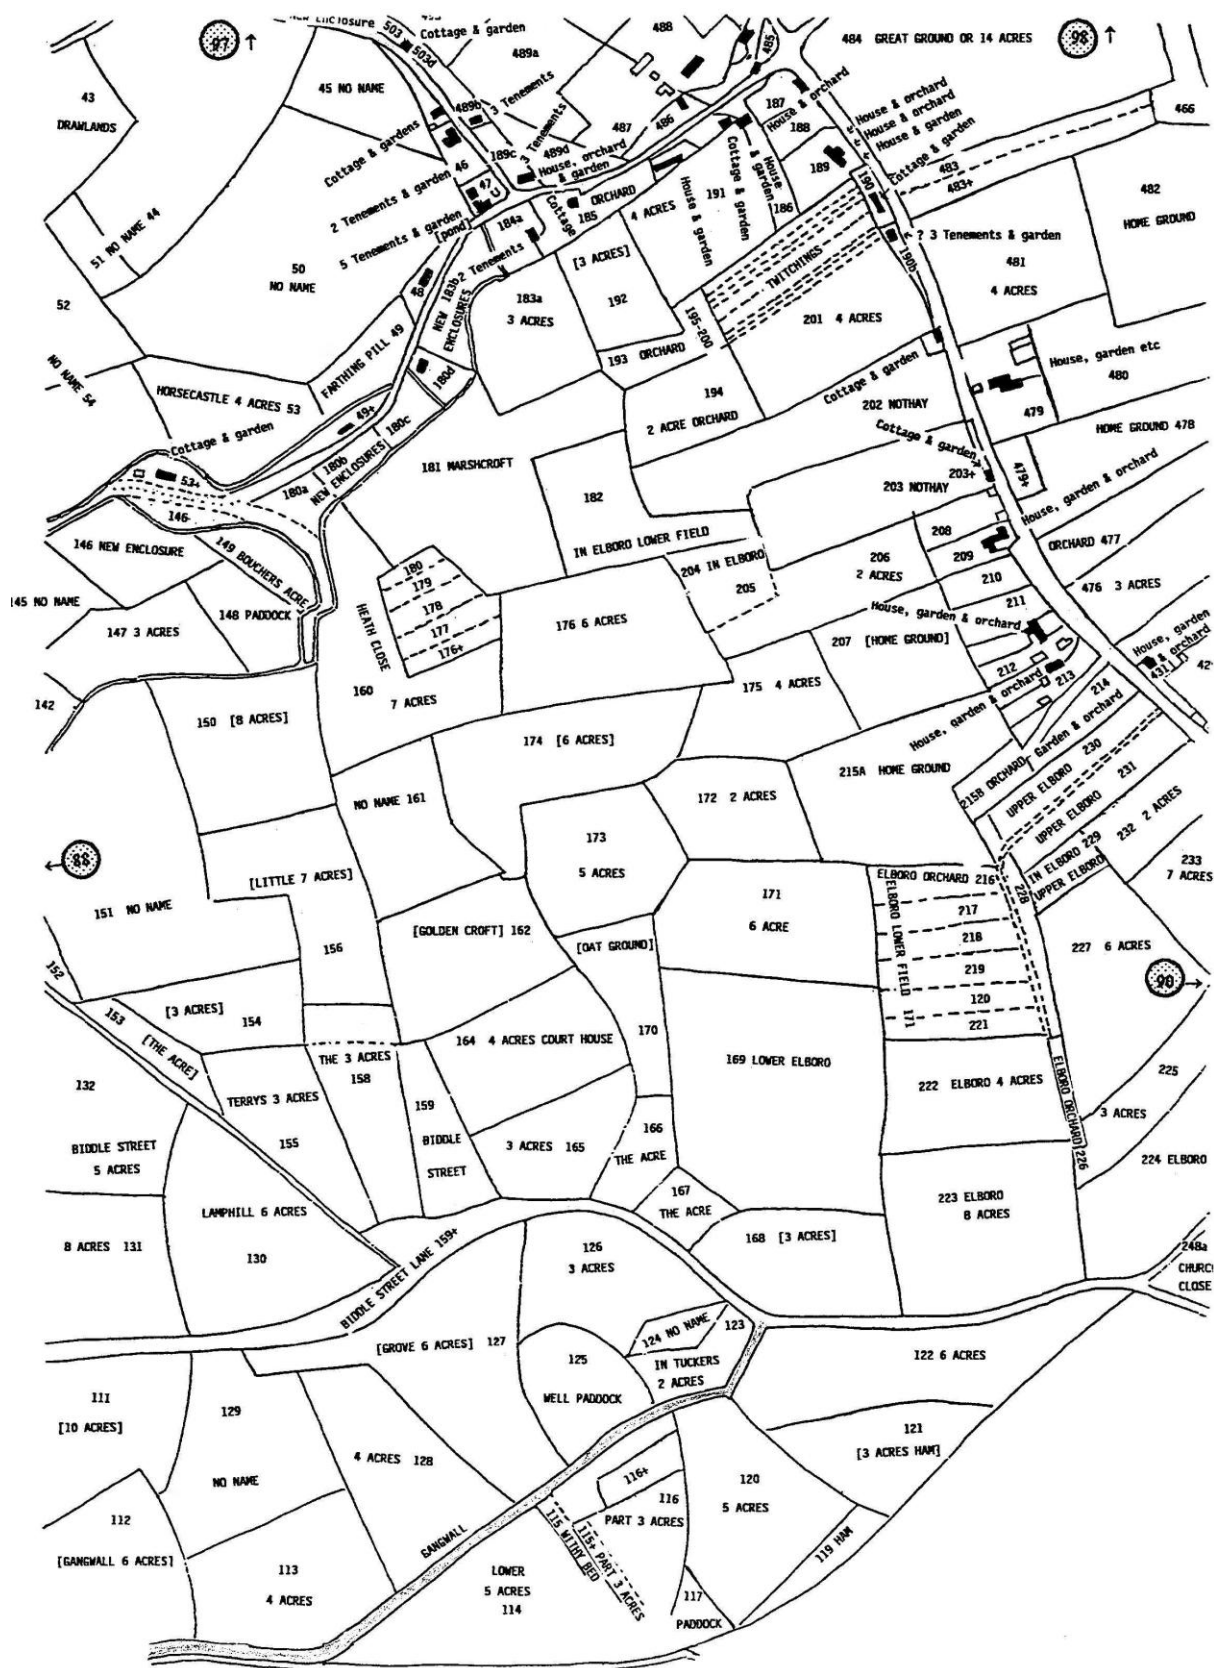 NEW ENCLOSURE
503
503d
Cottage & garden
97
488
485
484 GREAT GROUND OR 14 ACRES
98
489a
43
DRAWLANDS
45 NO NAME
489b
3 Tenements
187
House & orchard
House & orchard
House & orchard
House & garden
Cottage & garden
466
487
486
188
Cottage & gardens
189c
489d
3 Tenements
House, orchard
& garden
2 Tenements & garden 46
47
189
483
483+
482
HOME GROUND
ORCHARD
185
Cottage
4 ACRES
191
House & garden
Cottage & garden
House
186
190
51 NO NAME 44
5 Tenements & garden
[pond]
184a
2 Tenements
? 3 Tenements & garden
190b
50
NO NAME
[3 ACRES]
TWITCHINGS
481
4 ACRES
52
48
183b
NEW ENCLOSURES
183a
3 ACRES
192
195-200
201 4 ACRES
FARTHING PILL 49
193 ORCHARD
House, garden etc
480
NO NAME 54
HORSECASTLE 4 ACRES 53
180d
194
2 ACRE ORCHARD
Cottage & garden
202 NOTHAY
479
Cottage & garden
49+
180c
HOME GROUND 478
Cottage & garden
181 MARSHCROFT
53+
180a
180b
NEW ENCLOSURES
182
203+
203 NOTHAY
479+
House, garden & orchard
146
146 NEW ENCLOSURE
149 BOUCHERS ACRE
IN ELBORO LOWER FIELD
208
209
ORCHARD 477
204 IN ELBORO
205
206
2 ACRES
210
476 3 ACRES
145 NO NAME
180
179
178
177
176+
HEATH CLOSE
211
House, garden & orchard
148 PADDOCK
147 3 ACRES
176 6 ACRES
207 [HOME GROUND]
House, garden
& orchard
431
142
160
7 ACRES
175 4 ACRES
212
213
214
House, garden & orchard
150 [8 ACRES]
174 [6 ACRES]
215A HOME GROUND
215B ORCHARD
Garden & orchard
230
UPPER ELBORO
231
UPPER ELBORO
NO NAME 161
172 2 ACRES
232 2 ACRES
173
5 ACRES
IN ELBORO 229
UPPER ELBORO
233
7 ACRES
88
[LITTLE 7 ACRES]
ELBORO ORCHARD 216
228
171
6 ACRE
217
151 NO NAME
[GOLDEN CROFT] 162
[OAT GROUND]
ELBORO LOWER FIELD 171
218
227 6 ACRES
156
219
90
152
120
153
[THE ACRE]
[3 ACRES]
154
170
221
164 4 ACRES COURT HOUSE
THE 3 ACRES
158
169 LOWER ELBORO
ELBORO ORCHARD 226
225
132
TERRYS 3 ACRES
159
BIDDLE
STREET
222 ELBORO 4 ACRES
3 ACRES
155
166
THE ACRE
BIDDLE STREET
5 ACRES
3 ACRES 165
224 ELBORO
LAMPHILL 6 ACRES
130
167
THE ACRE
223 ELBORO
8 ACRES
8 ACRES 131
168 [3 ACRES]
126
3 ACRES
248a
CHURCH
CLOSE
BIDDLE STREET LANE 159+
[GROVE 6 ACRES] 127
124 NO NAME
123
125
WELL PADDOCK
IN TUCKERS
2 ACRES
122 6 ACRES
111
[10 ACRES]
129
NO NAME
4 ACRES 128
121
[3 ACRES HAM]
116+
116
PART 3 ACRES
120
5 ACRES
112
[GANGWALL 6 ACRES]
GANGWALL
115 WITHY BED
115+ PART 3 ACRES
119 HAM
113
4 ACRES
LOWER
5 ACRES
114
117
PADDOCK